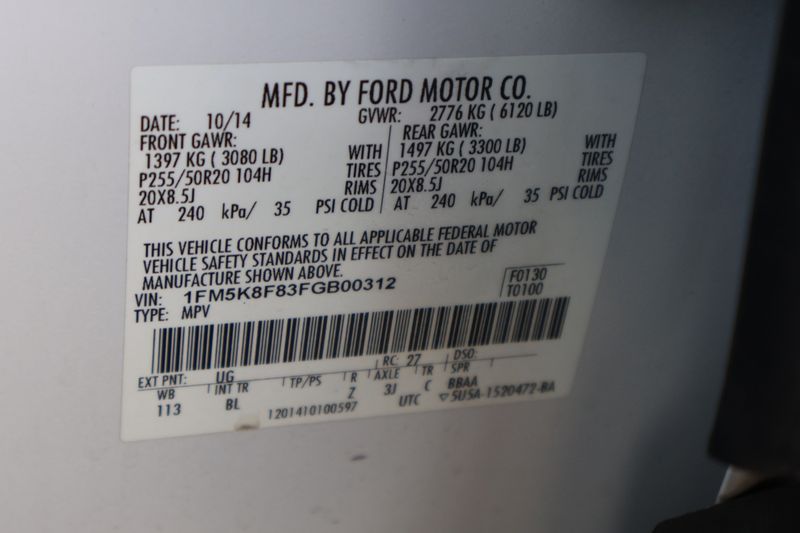 MFD. BY FORD MOTOR CO.
DATE: 10/14 GVWR: 2776 KG ( 6120 LB)
FRONT GAWR: REAR GAWR:
1397 KG ( 3080 LB) WITH 1497 KG ( 3300 LB) WITH
P255/50R20 104H TIRES P255/50R20 104H TIRES
20X8.5J RIMS 20X8.5J RIMS
AT 240 kPa/ 35 PSI COLD AT 240 kPa/ 35 PSI COLD
THIS VEHICLE CONFORMS TO ALL APPLICABLE FEDERAL MOTOR
VEHICLE SAFETY STANDARDS IN EFFECT ON THE DATE OF
MANUFACTURE SHOWN ABOVE.
VIN: 1FM5K8F83FGB00312 F0130
TYPE: MPV T0100
EXT PNT: UG RC: 27 DSO:
WB INT TR TP/PS R AXLE TR SPR
113 BL Z 3J C BBAA
1201410100597 UTC ▽5U5A-1520472-BA